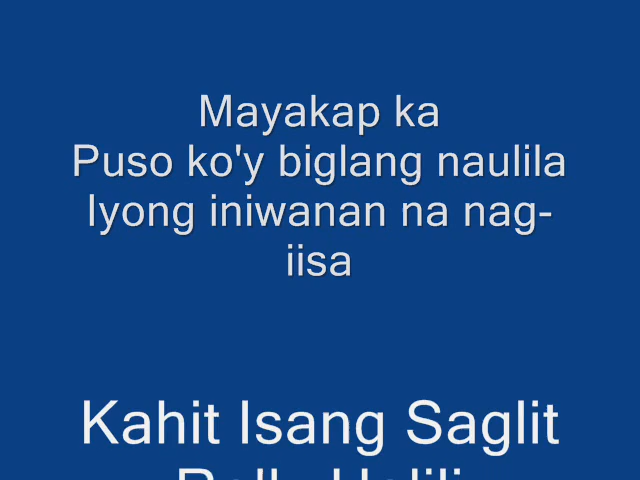 Mayakap ka
Puso ko'y biglang naulila
Iyong iniwanan na nag-
iisa
Kahit Isang Saglit